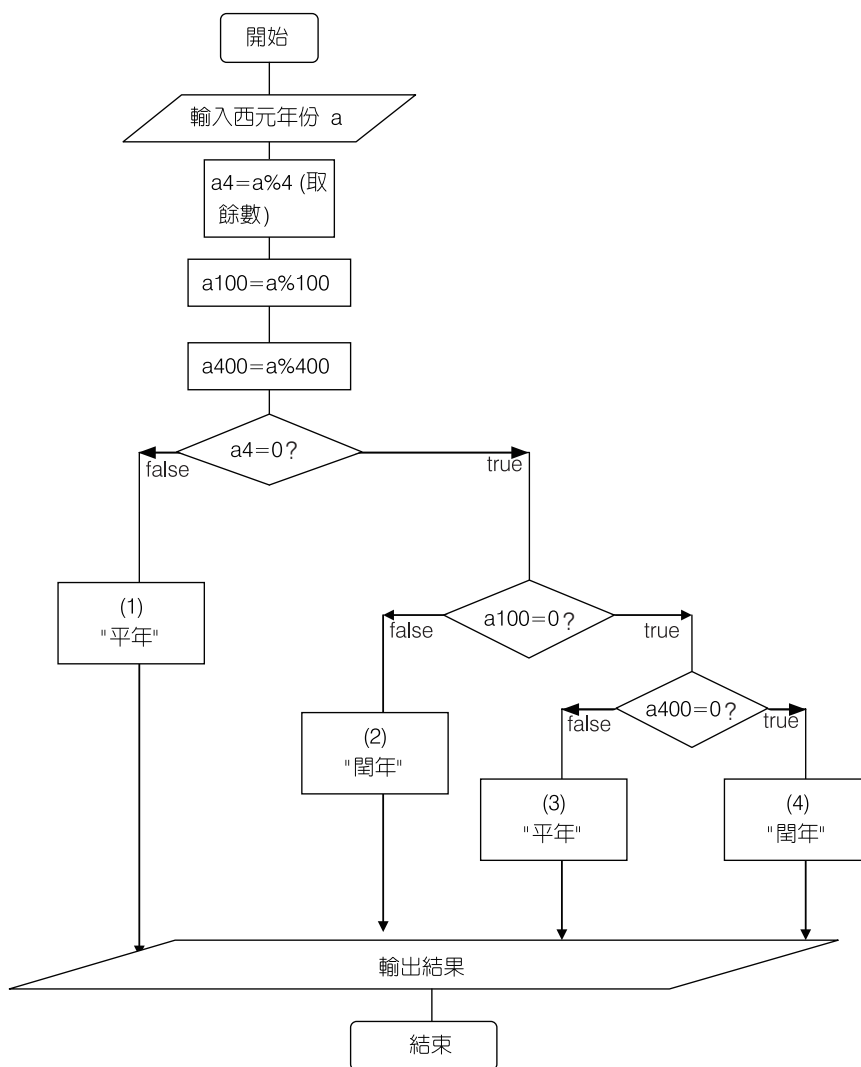 開始
輸入西元年份 a
a4=a%4 (取
餘數)
a100=a%100
a400=a%400
a4=0?
false
true
(1)
"平年"
a100=0?
false
true
(2)
"閏年"
a400=0?
false
true
(3)
"平年"
(4)
"閏年"
輸出結果
結束